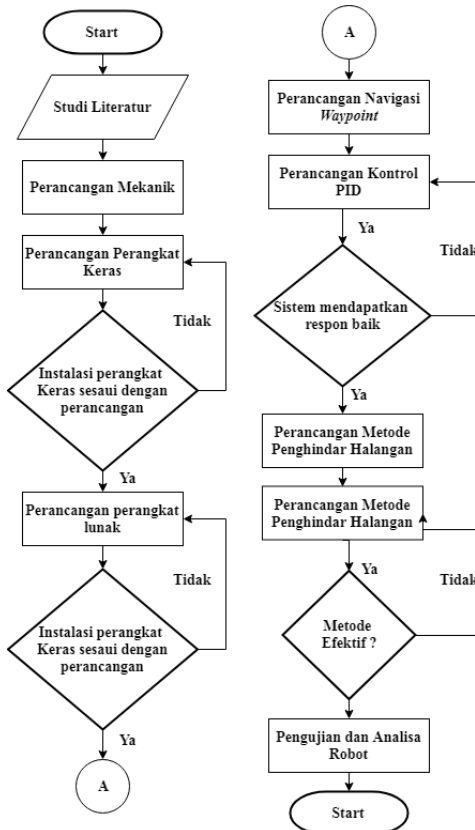 Start
Studi Literatur
Perancangan Mekanik
Perancangan Perangkat
Keras
Tidak
Instalasi perangkat
Keras sesaui dengan
perancangan
Ya
Perancangan perangkat
lunak
Tidak
Instalasi perangkat
Keras sesaui dengan
perancangan
Ya
A
A
Perancangan Navigasi
Waypoint
Perancangan Kontrol
PID
Ya
Tidak
Sistem mendapatkan
respon baik
Ya
Perancangan Metode
Penghindar Halangan
Perancangan Metode
Penghindar Halangan
Ya
Tidak
Metode
Efektif ?
Pengujian dan Analisa
Robot
Start